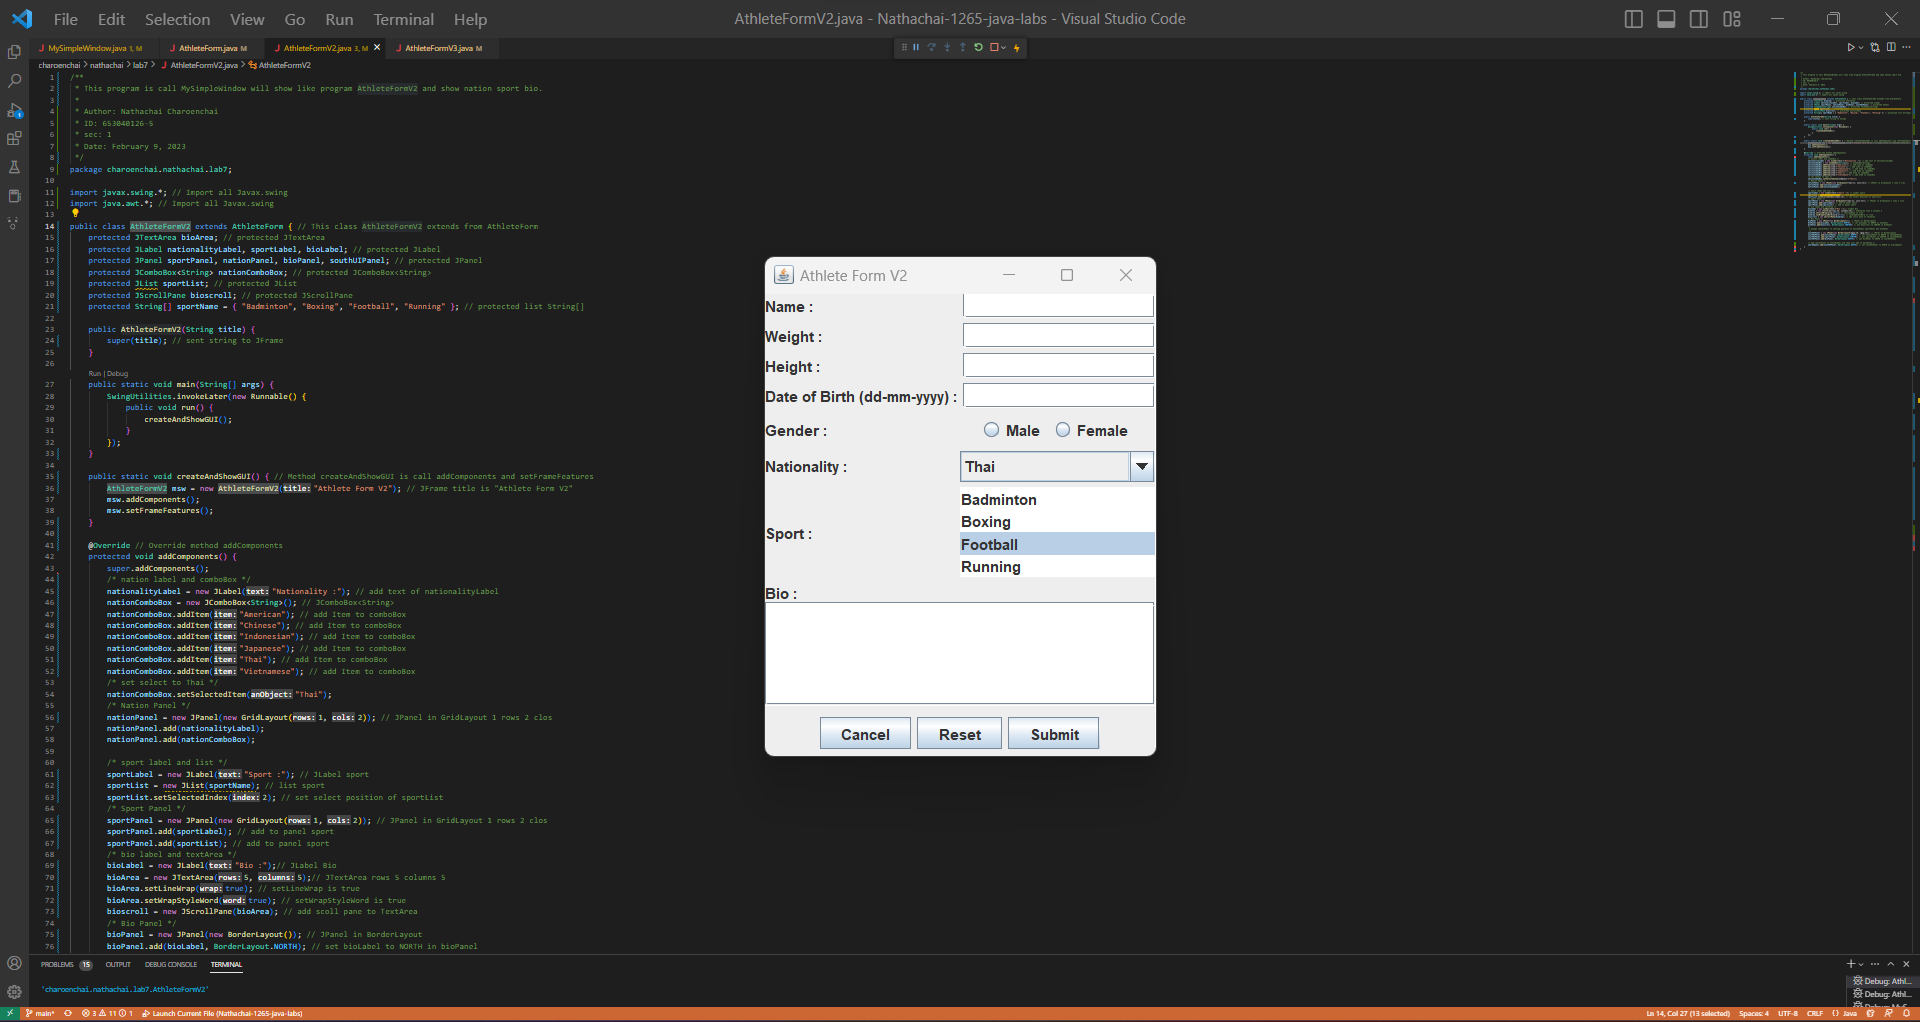 File Edit Selection View Go Run Terminal Help
AthleteFormV2.java - Nathachai-1265-java-labs - Visual Studio Code
MySimpleWindow.java 1, M AthleteForm.java M AthleteFormV2.java 3, M AthleteFormV3.java M
charoenchai > nathachai > lab7 > AthleteFormV2.java > AthleteFormV2
1 /**
2 * This program is call MySimpleWindow will show like program AthleteFormV2 and show nation sport bio.
3 *
4 * Author: Nathachai Charoenchai
5 * ID: 653040126-5
6 * sec: 1
7 * Date: February 9, 2023
8 */
9 package charoenchai.nathachai.lab7;
10
11 import javax.swing.*; // Import all Javax.swing
12 import java.awt.*; // Import all Javax.swing
13
14 public class AthleteFormV2 extends AthleteForm { // This class AthleteFormV2 extends from AthleteForm
15 protected JTextArea bioArea; // protected JTextArea
16 protected JLabel nationalityLabel, sportLabel, bioLabel; // protected JLabel
17 protected JPanel sportPanel, nationPanel, bioPanel, southUIPanel; // protected JPanel
18 protected JComboBox<String> nationComboBox; // protected JComboBox<String>
19 protected JList sportList; // protected JList
20 protected JScrollPane bioscroll; // protected JScrollPane
21 protected String[] sportName = { "Badminton", "Boxing", "Football", "Running" }; // protected list String[]
22
23 public AthleteFormV2(String title) {
24 super(title); // sent string to JFrame
25 }
26
Run | Debug
27 public static void main(String[] args) {
28 SwingUtilities.invokeLater(new Runnable() {
29 public void run() {
30 createAndShowGUI();
31 }
32 });
33 }
34
35 public static void createAndShowGUI() { // Method createAndShowGUI is call addComponents and setFrameFeatures
36 AthleteFormV2 msw = new AthleteFormV2(title: "Athlete Form V2"); // JFrame title is "Athlete Form V2"
37 msw.addComponents();
38 msw.setFrameFeatures();
39 }
40
41 @Override // Override method addComponents
42 protected void addComponents() {
43 super.addComponents();
44 /* nation label and comboBox */
45 nationalityLabel = new JLabel(text: "Nationality :"); // add text of nationalityLabel
46 nationComboBox = new JComboBox<String>(); // JComboBox<String>
47 nationComboBox.addItem(item: "American"); // add Item to comboBox
48 nationComboBox.addItem(item: "Chinese"); // add Item to comboBox
49 nationComboBox.addItem(item: "Indonesian"); // add Item to comboBox
50 nationComboBox.addItem(item: "Japanese"); // add Item to comboBox
51 nationComboBox.addItem(item: "Thai"); // add Item to comboBox
52 nationComboBox.addItem(item: "Vietnamese"); // add Item to comboBox
53 /* set select to Thai */
54 nationComboBox.setSelectedItem(anObject: "Thai");
55 /* Nation Panel */
56 nationPanel = new JPanel(new GridLayout(rows: 1, cols: 2)); // JPanel in GridLayout 1 rows 2 clos
57 nationPanel.add(nationalityLabel);
58 nationPanel.add(nationComboBox);
59
60 /* sport label and list */
61 sportLabel = new JLabel(text: "Sport :"); // JLabel sport
62 sportList = new JList(sportName); // list sport
63 sportList.setSelectedIndex(index: 2); // set select position of sportList
64 /* Sport Panel */
65 sportPanel = new JPanel(new GridLayout(rows: 1, cols: 2)); // JPanel in GridLayout 1 rows 2 clos
66 sportPanel.add(sportLabel); // add to panel sport
67 sportPanel.add(sportList); // add to panel sport
68 /* bio label and textArea */
69 bioLabel = new JLabel(text: "Bio :");// JLabel Bio
70 bioArea = new JTextArea(rows: 5, columns: 5);// JTextArea rows 5 columns 5
71 bioArea.setLineWrap(wrap: true); // setLineWrap is true
72 bioArea.setWrapStyleWord(word: true); // setWrapStyleWord is true
73 bioscroll = new JScrollPane(bioArea); // add scoll pane to TextArea
74 /* Bio Panel */
75 bioPanel = new JPanel(new BorderLayout()); // JPanel in BorderLayout
76 bioPanel.add(bioLabel, BorderLayout.NORTH); // set bioLabel to NORTH in bioPanel
Athlete Form V2
Name :
Weight :
Height :
Date of Birth (dd-mm-yyyy) :
Gender : Male Female
Nationality : Thai
Badminton
Boxing
Sport :
Football
Running
Bio :
Cancel Reset Submit
PROBLEMS 15 OUTPUT DEBUG CONSOLE TERMINAL
'charoenchai.nathachai.lab7.AthleteFormV2'
Debug: Athl...
Debug: Athl...
main* 3 11 1 Launch Current File (Nathachai-1265-java-labs)
Ln 14, Col 27 (13 selected) Spaces: 4 UTF-8 CRLF {} Java